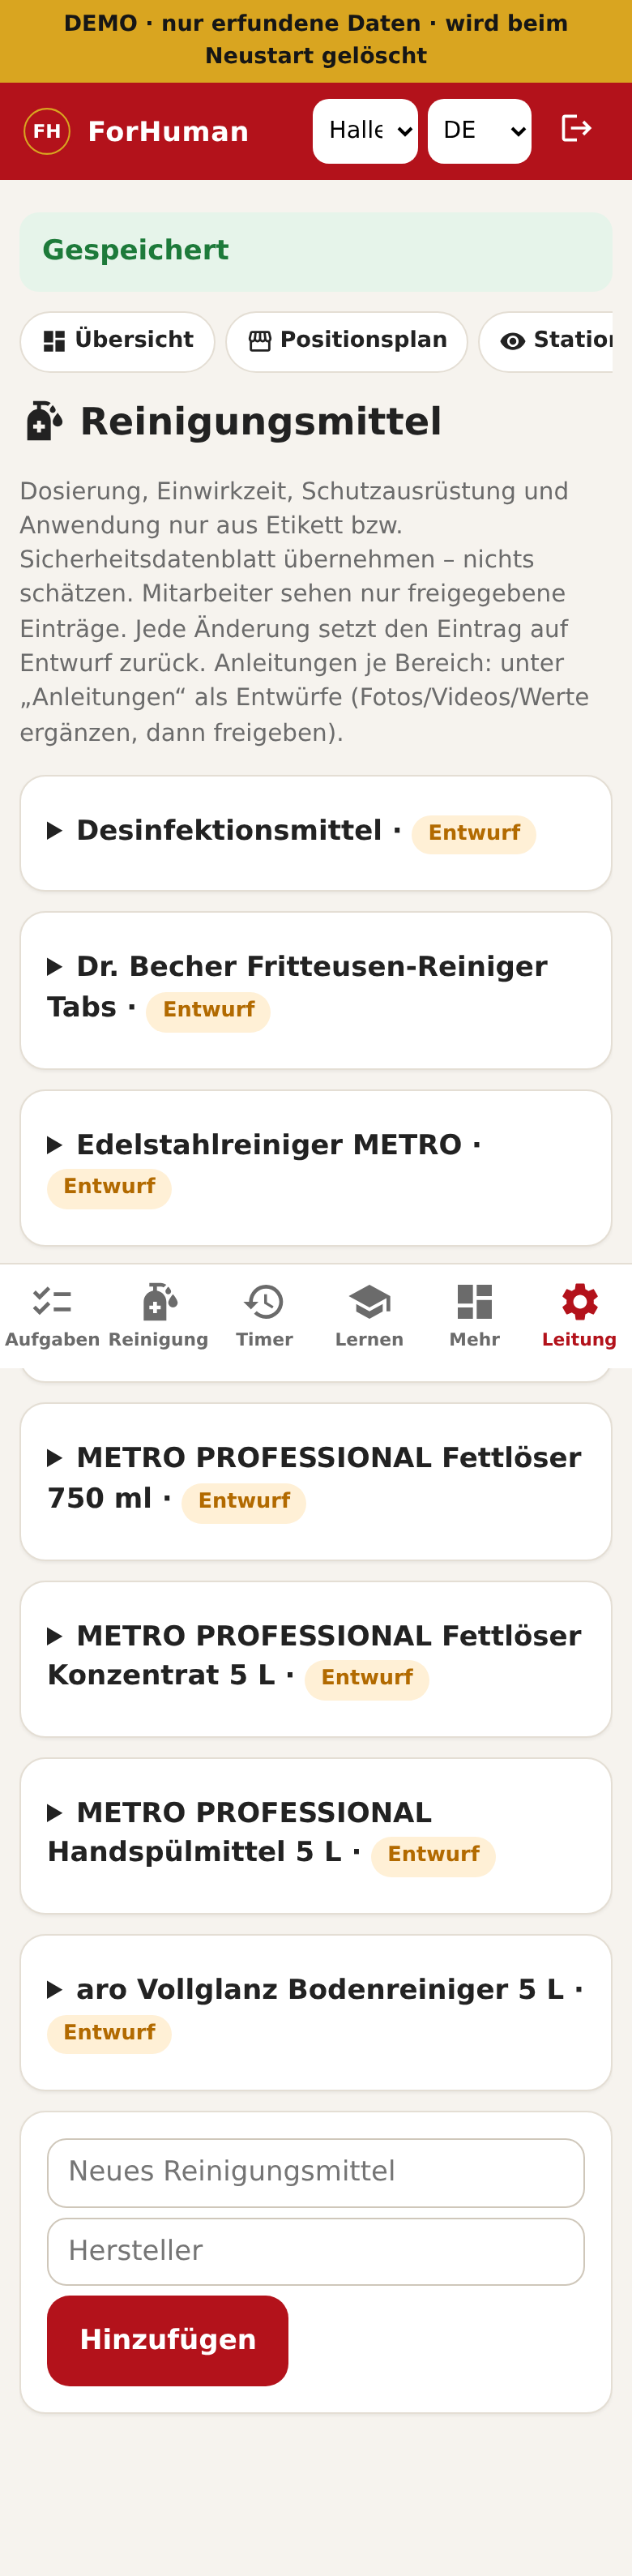 DEMO · nur erfundene Daten · wird beim
Neustart gelöscht
FH ForHuman
Halle
DE
Gespeichert
Übersicht
Positionsplan
Station
Reinigungsmittel
Dosierung, Einwirkzeit, Schutzausrüstung und
Anwendung nur aus Etikett bzw.
Sicherheitsdatenblatt übernehmen – nichts
schätzen. Mitarbeiter sehen nur freigegebene
Einträge. Jede Änderung setzt den Eintrag auf
Entwurf zurück. Anleitungen je Bereich: unter
„Anleitungen“ als Entwürfe (Fotos/Videos/Werte
ergänzen, dann freigeben).
Desinfektionsmittel · Entwurf
Dr. Becher Fritteusen-Reiniger
Tabs · Entwurf
Edelstahlreiniger METRO ·
Entwurf
Aufgaben
Reinigung
Timer
Lernen
Mehr
Leitung
METRO PROFESSIONAL Fettlöser
750 ml · Entwurf
METRO PROFESSIONAL Fettlöser
Konzentrat 5 L · Entwurf
METRO PROFESSIONAL
Handspülmittel 5 L · Entwurf
aro Vollglanz Bodenreiniger 5 L ·
Entwurf
Neues Reinigungsmittel
Hersteller
Hinzufügen